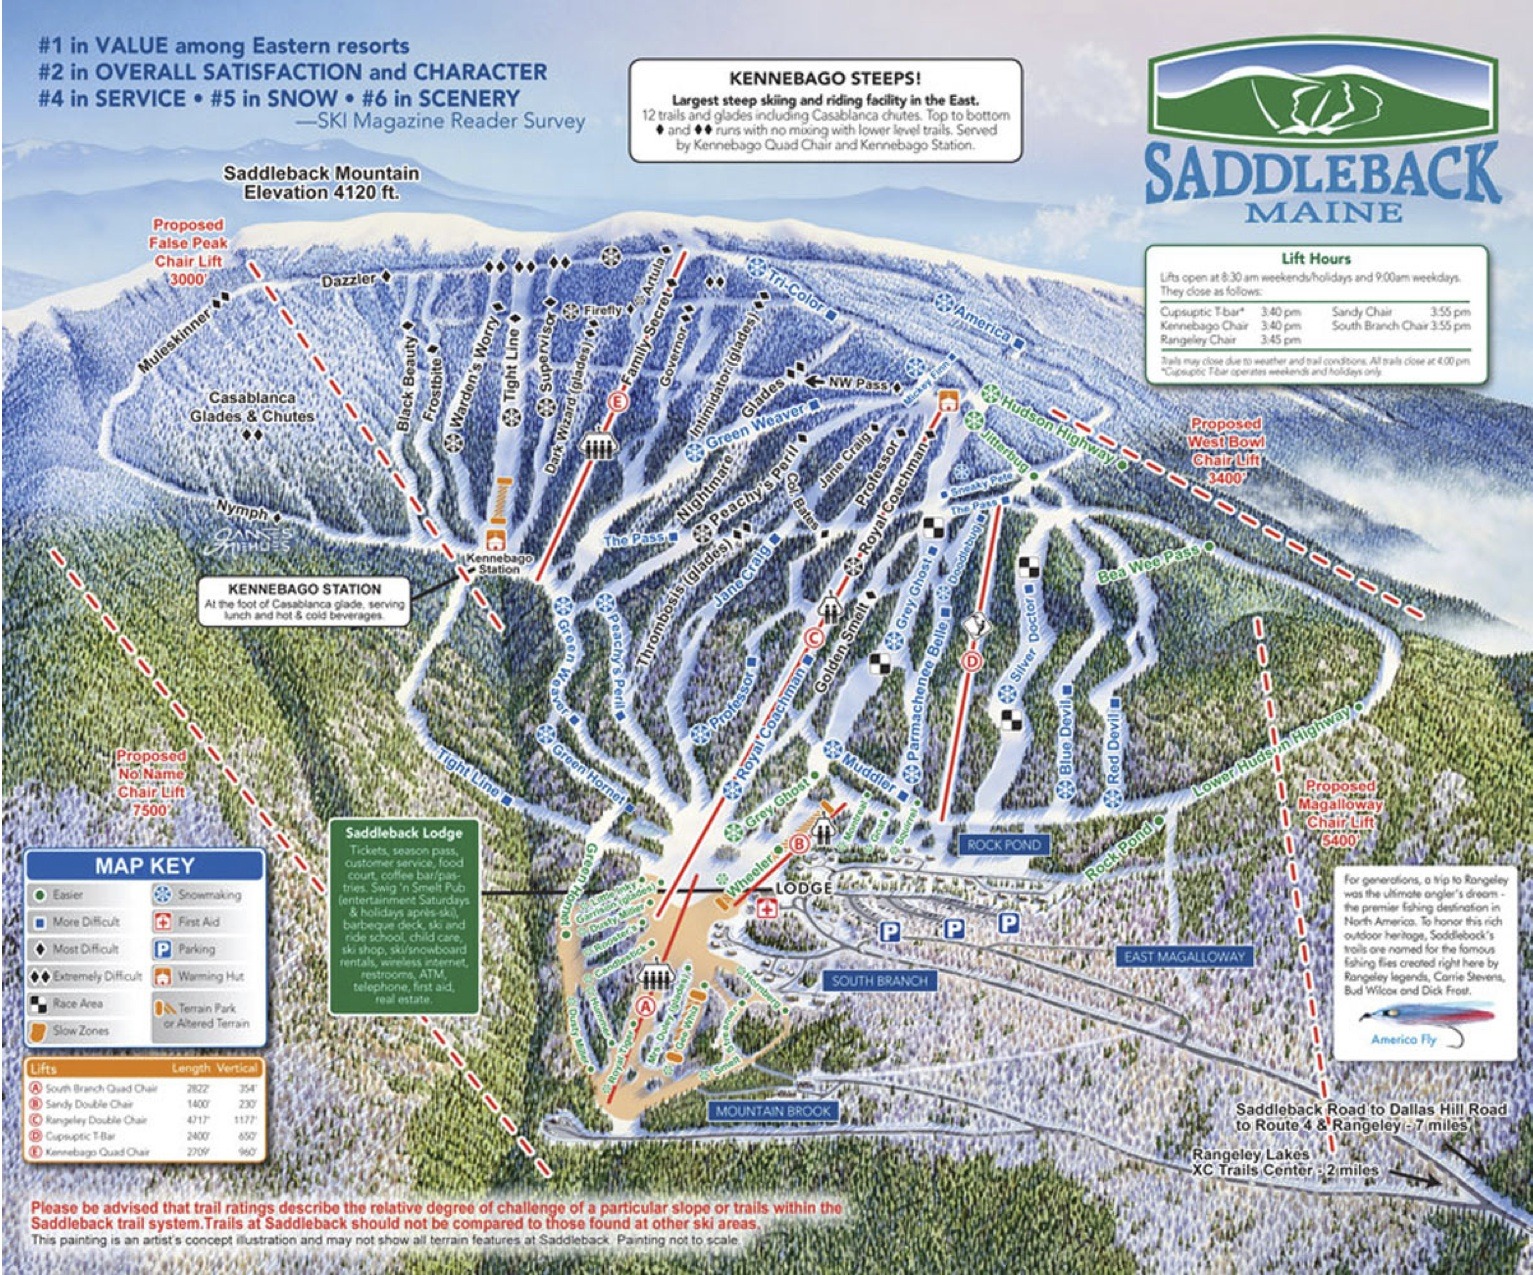 #1 in VALUE among Eastern resorts
#2 in OVERALL SATISFACTION and CHARACTER
#4 in SERVICE • #5 in SNOW • #6 in SCENERY
—SKI Magazine Reader Survey
KENNEBAGO STEEPS!
Largest steep skiing and riding facility in the East.
12 trails and glades including Casablanca chutes. Top to bottom
♦ and ♦♦ runs with no mixing with lower level trails. Served
by Kennebago Quad Chair and Kennebago Station.
SADDLEBACK
MAINE
Saddleback Mountain
Elevation 4120 ft.
Lift Hours
Lifts open at 8:30 am weekends/holidays and 9:00am weekdays.
They close as follows:
Cupsuptic T-bar* 3:40 pm Sandy Chair 3:55 pm
Kennebago Chair 3:40 pm South Branch Chair 3:55 pm
Rangeley Chair 3:45 pm
Trails may close due to weather and trail conditions. All trails close at 4:00 pm.
*Cupsuptic T-bar operates weekends and holidays only.
Proposed
False Peak
Chair Lift
3000'
Dazzler
Muleskinner
Casablanca
Glades & Chutes
Nymph
Black Beauty
Frostbite
Warden's Worry
Tight Line
Supervisor
Dark Wizard (glades)
Firefly
Artula
E
Family Secret
Governor
Intimidator (glades)
Glades
NW Pass
Tri-Color
America
Green Weaver
Nightmare
Peachy's Peril
Col. Bates
Jane Craig
Professor
Royal Coachman
Mickey Finn
Hudson Highway
Jitterbug
Sneaky Pete
The Pass
Proposed
West Bowl
Chair Lift
3400'
Kennebago
Station
KENNEBAGO STATION
At the foot of Casablanca glade, serving
lunch and hot & cold beverages.
The Pass
Thrombosis (glades)
Jane Craig
Green Weaver
Peachy's Peril
Professor
Royal Coachman
C
Golden Smelt
Grey Ghost
Doodlebug
Parmachenee Belle
D
Silver Doctor
Blue Devil
Red Devil
Bea Wee Pass
Lower Hudson Highway
Proposed
No Name
Chair Lift
7500'
Tight Line
Green Hornet
Muddler
Grey Ghost
Wheeler
B
Montreal
Gnat
Squirrel
Rock Pond
ROCK POND
Proposed
Magalloway
Chair Lift
5400'
Saddleback Lodge
Tickets, season pass,
customer service, food
court, coffee bar/pas-
tries. Swig 'n Smelt Pub
(entertainment Saturdays
& holidays après-ski),
barbeque deck, ski and
ride school, child care,
ski shop, ski/snowboard
rentals, wireless internet,
restrooms, ATM,
telephone, first aid,
real estate.
LODGE
P
P
P
Green Hornet
Candlestick
Dusty Miller
Royal Tiger
A
SOUTH BRANCH
EAST MAGALLOWAY
MOUNTAIN BROOK
For generations, a trip to Rangeley
was the ultimate angler's dream -
the premier fishing destination in
North America. To honor this rich
outdoor heritage, Saddleback's
trails are named for the famous
fishing flies created right here by
Rangeley legends, Carrie Stevens,
Bud Wilcox and Dick Frost.
America Fly
MAP KEY
Easier Snowmaking
More Difficult First Aid
Most Difficult P Parking
Extremely Difficult Warming Hut
Race Area Terrain Park
or Altered Terrain
Slow Zones
Lifts Length Vertical
A South Branch Quad Chair 2822' 354'
B Sandy Double Chair 1400' 230'
C Rangeley Double Chair 4717' 1177'
D Cupsuptic T-Bar 2400' 650'
E Kennebago Quad Chair 2709' 960'
Saddleback Road to Dallas Hill Road
to Route 4 & Rangeley - 7 miles
Rangeley Lakes
XC Trails Center - 2 miles
Please be advised that trail ratings describe the relative degree of challenge of a particular slope or trails within the
Saddleback trail system.Trails at Saddleback should not be compared to those found at other ski areas.
This painting is an artist's concept illustration and may not show all terrain features at Saddleback. Painting not to scale.